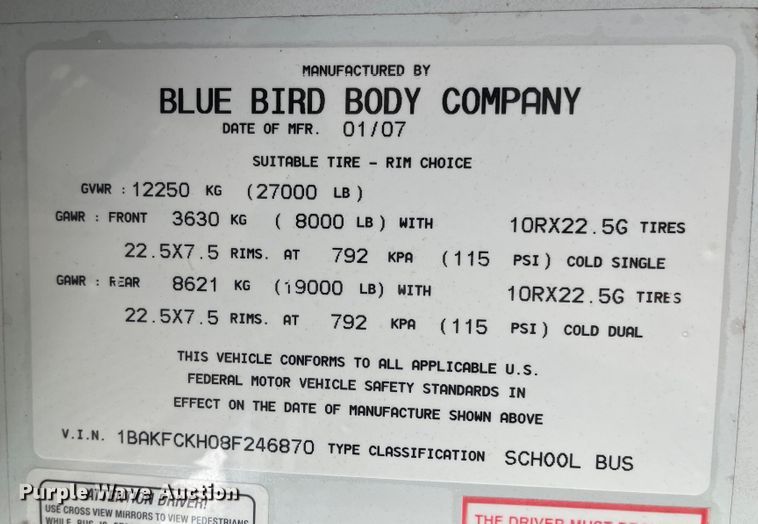 MANUFACTURED BY
BLUE BIRD BODY COMPANY
DATE OF MFR. 01/07
SUITABLE TIRE - RIM CHOICE
GVWR : 12250 KG (27000 LB)
GAWR : FRONT 3630 KG ( 8000 LB) WITH 10RX22.5G TIRES
22.5X7.5 RIMS. AT 792 KPA (115 PSI) COLD SINGLE
GAWR : REAR 8621 KG (19000 LB) WITH 10RX22.5G TIRES
22.5X7.5 RIMS. AT 792 KPA (115 PSI) COLD DUAL
THIS VEHICLE CONFORMS TO ALL APPLICABLE U.S.
FEDERAL MOTOR VEHICLE SAFETY STANDARDS IN
EFFECT ON THE DATE OF MANUFACTURE SHOWN ABOVE
V.I.N. 1BAKFCKH08F246870 TYPE CLASSIFICATION SCHOOL BUS
ATTENTION DRIVER!
Purple Wave Auction
USE CROSS VIEW MIRRORS TO VIEW PEDESTRIANS
WHILE BUS IS
THE DRIVER MUST